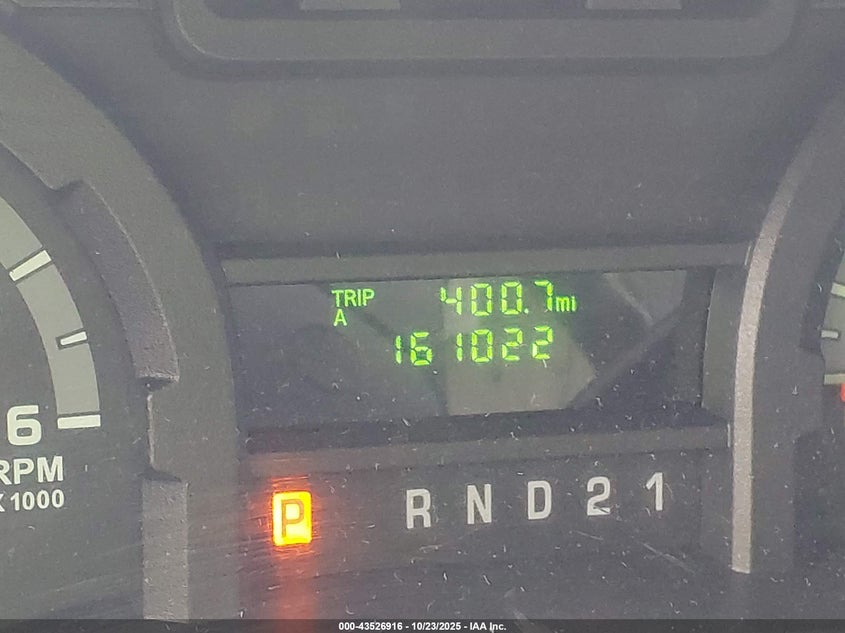 TRIP 400.7mi
A
161022
6
RPM
X 1000
P R N D 2 1
000-43526916 - 10/23/2025 - IAA Inc.